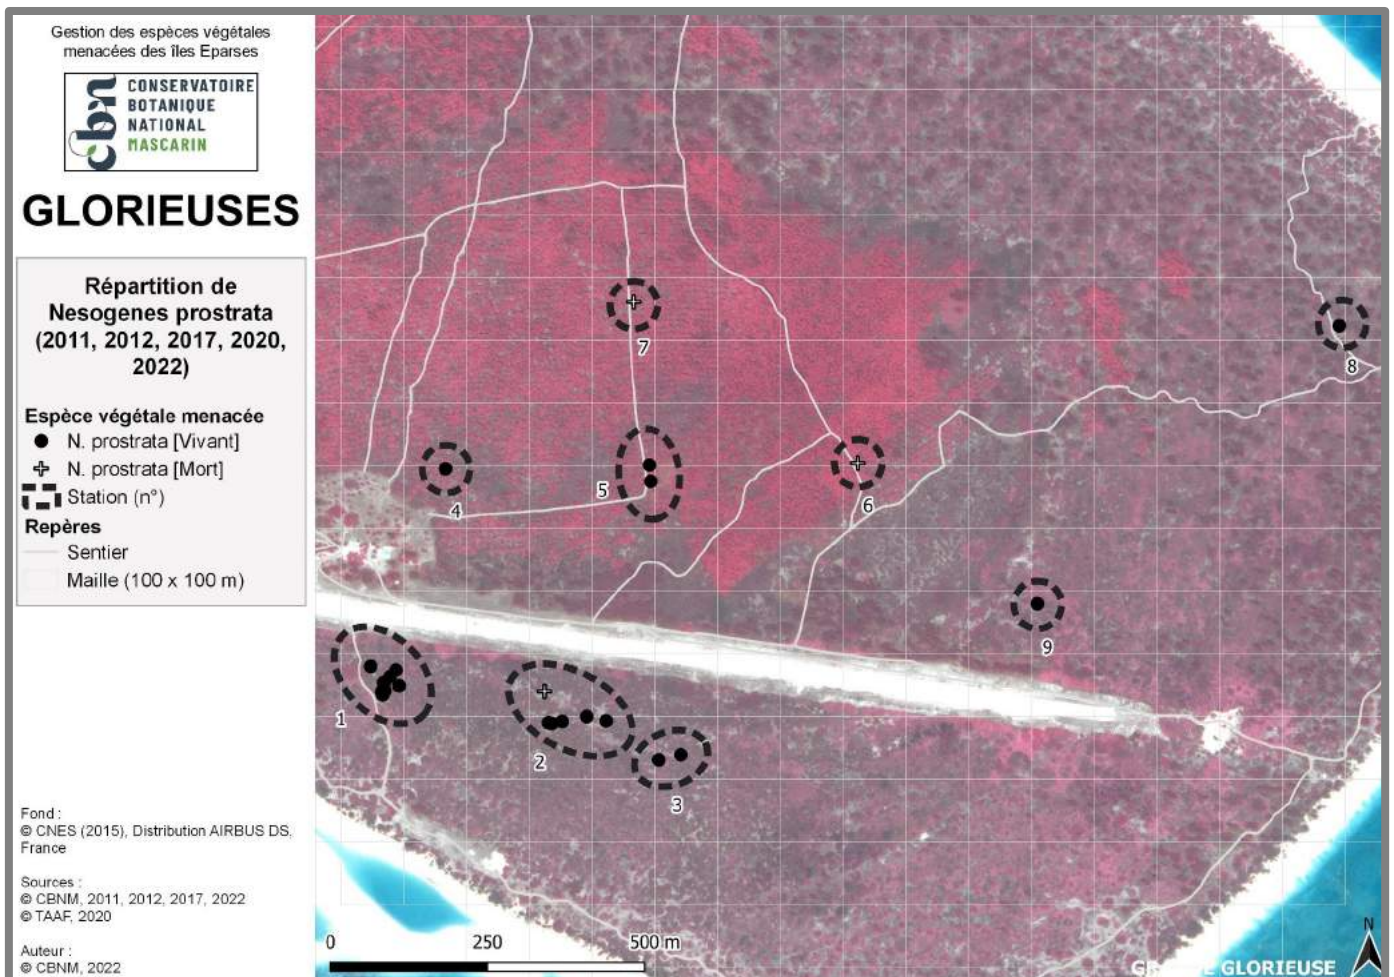 Gestion des espèces végétales
menacées des îles Eparses
cbn
CONSERVATOIRE
BOTANIQUE
NATIONAL
MASCARIN
GLORIEUSES
Répartition de
Nesogenes prostrata
(2011, 2012, 2017, 2020,
2022)
Espèce végétale menacée
N. prostrata [Vivant]
N. prostrata [Mort]
Station (n°)
Repères
Sentier
Maille (100 x 100 m)
Fond :
© CNES (2015), Distribution AIRBUS DS,
France
Sources :
© CBNM, 2011, 2012, 2017, 2022
© TAAF, 2020
Auteur :
© CBNM, 2022
7
8
4
5
6
9
1
2
3
0 250 500 m
N
GRANDE GLORIEUSE